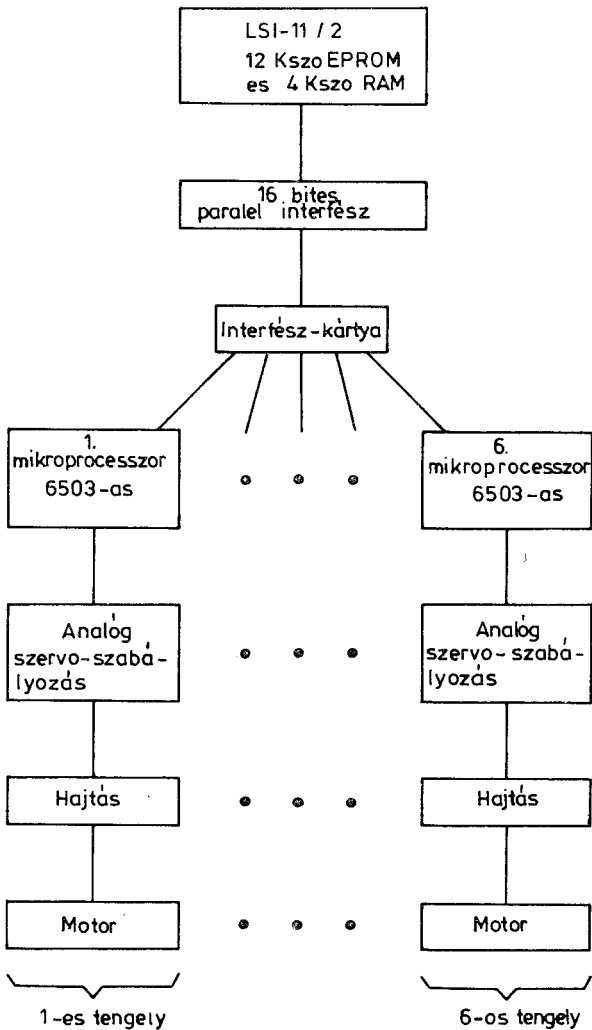 LSI-11 / 2
12 Kszo EPROM
es 4 Kszo RAM
16 bites
paralel interfész
Interfész-kártya
1.
mikroprocesszor
6503-as
6.
mikroprocesszor
6503-as
Analóg
szervo-szabá-
lyozás
Analóg
szervo-szabá-
lyozás
Hajtás
Hajtás
Motor
Motor
1-es tengely
6-os tengely